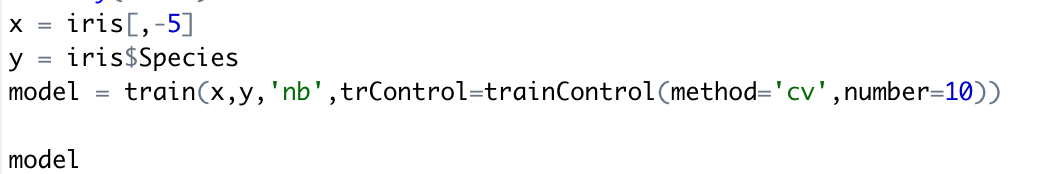 x = iris[,-5]
y = iris$Species
model = train(x,y,'nb',trControl=trainControl(method='cv',number=10))
model